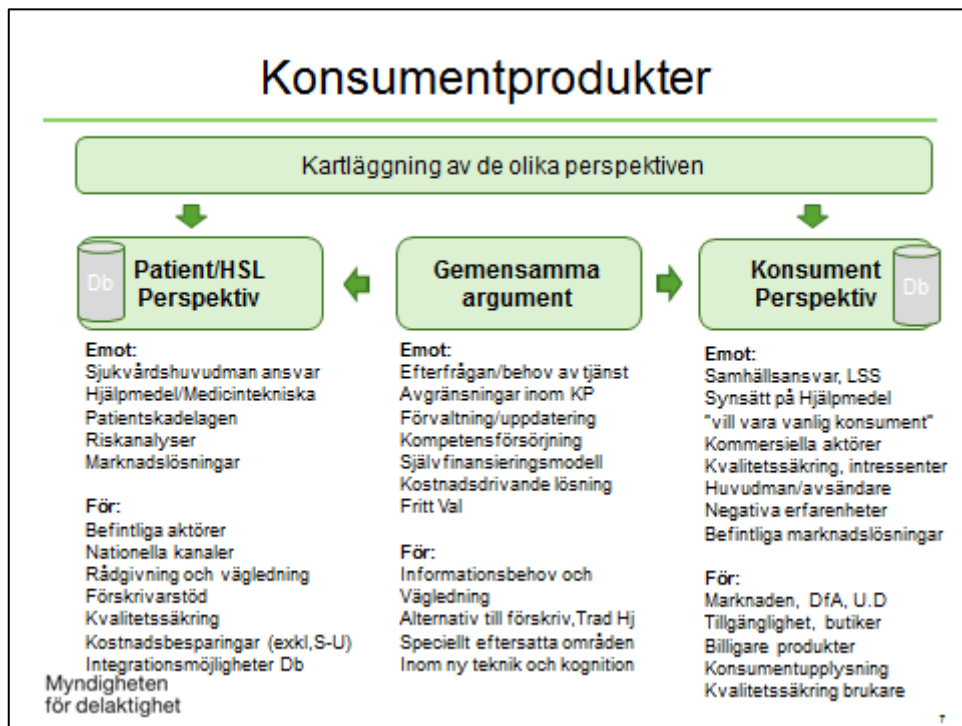 Konsumentprodukter
Kartläggning av de olika perspektiven
Db
Patient/HSL
Perspektiv
Emot:
Sjukvårdshuvudman ansvar
Hjälpmedel/Medicintekniska
Patientskadelagen
Riskanalyser
Marknadslösningar
För:
Befintliga aktörer
Nationella kanaler
Rådgivning och vägledning
Förskrivarstöd
Kvalitetssäkring
Kostnadsbesparingar (exkl,S-U)
Integrationsmöjligheter Db
Gemensamma
argument
Emot:
Efterfrågan/behov av tjänst
Avgränsningar inom KP
Förvaltning/uppdatering
Kompetensförsörjning
Självfinansieringsmodell
Kostnadsdrivande lösning
Fritt Val
För:
Informationsbehov och
Vägledning
Alternativ till förskriv,Trad Hj
Speciellt eftersatta områden
Inom ny teknik och kognition
Konsument
Perspektiv
Db
Emot:
Samhällsansvar, LSS
Synsätt på Hjälpmedel
"vill vara vanlig konsument"
Kommersiella aktörer
Kvalitetssäkring, intressenter
Huvudman/avsändare
Negativa erfarenheter
Befintliga marknadslösningar
För:
Marknaden, DfA, U.D
Tillgänglighet, butiker
Billigare produkter
Konsumentupplysning
Kvalitetssäkring brukare
Myndigheten
för delaktighet